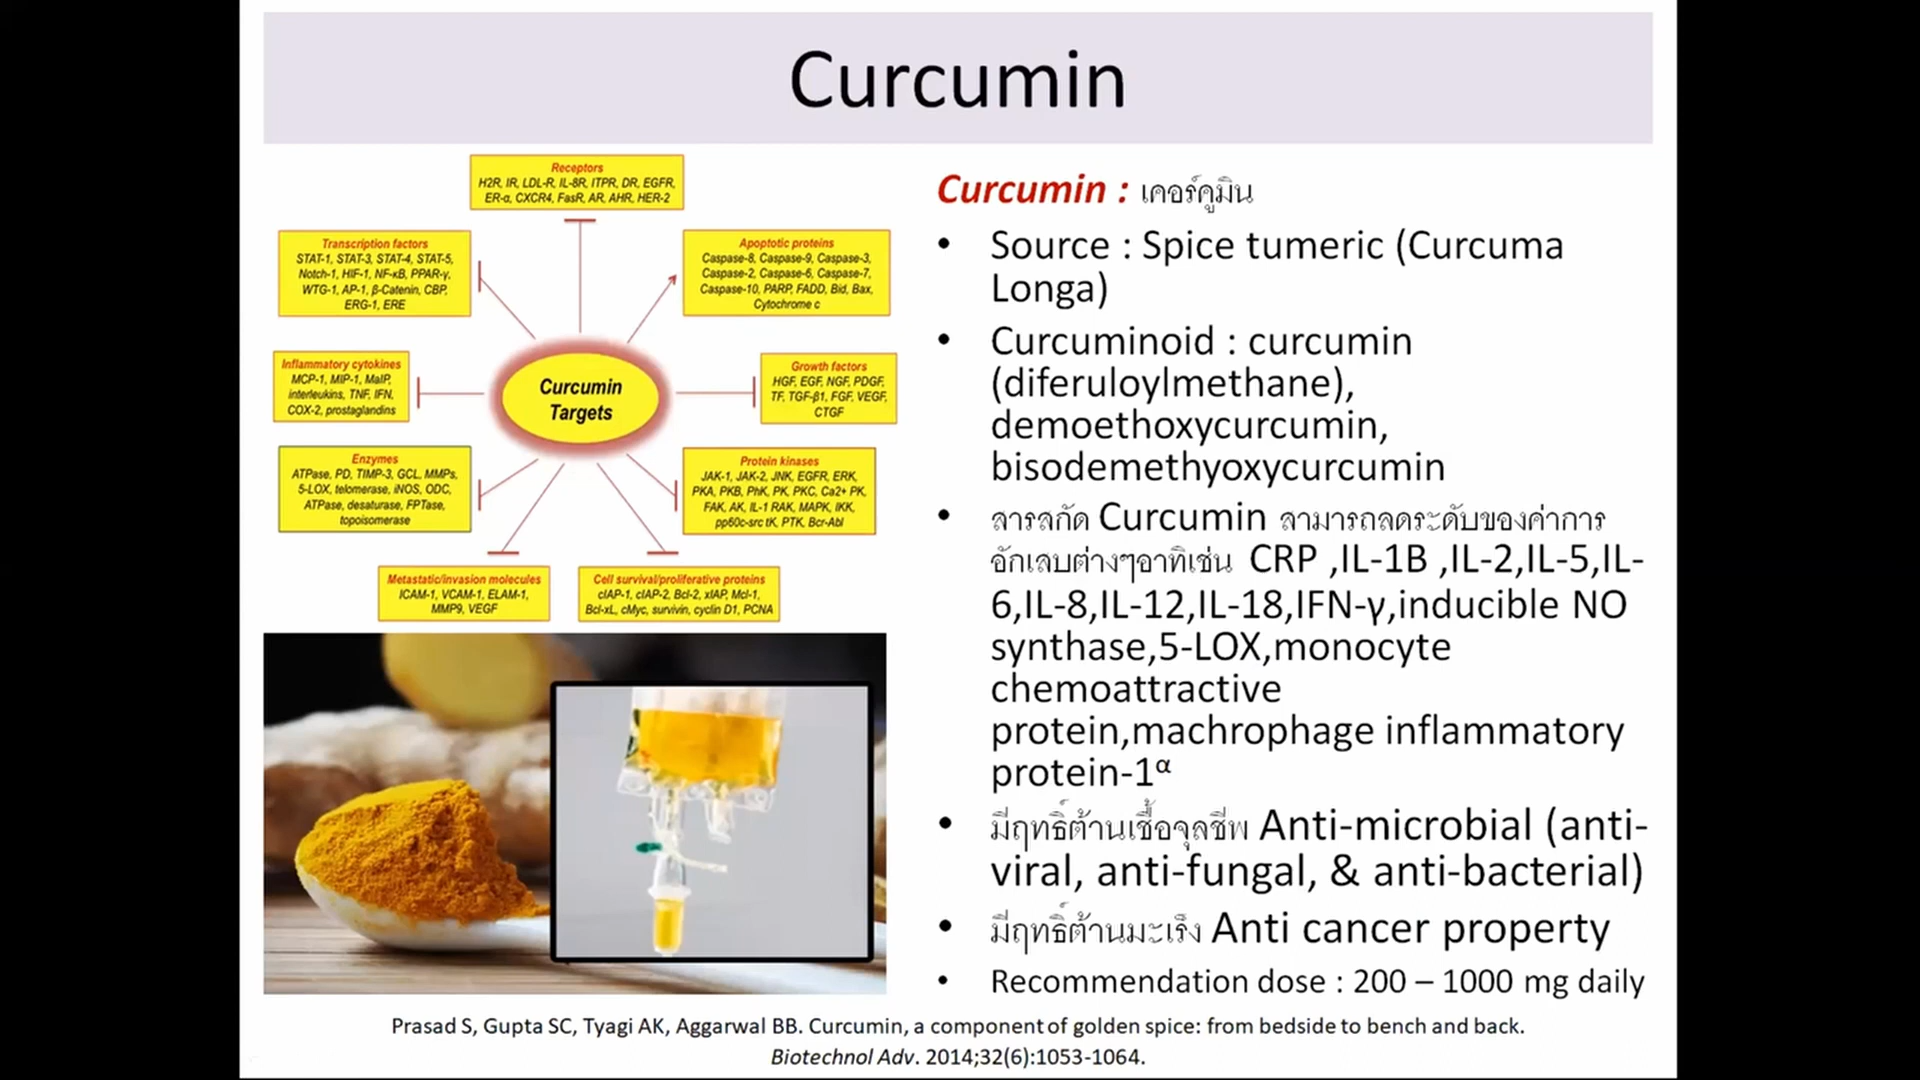 Curcumin
Receptors
H2R, IR, LDL-R, IL-8R, ITPR, DR, EGFR,
ER-α, CXCR4, FasR, AR, AHR, HER-2
Transcription factors
STAT-1, STAT-3, STAT-4, STAT-5,
Notch-1, HIF-1, NF-κB, PPAR-γ,
WTG-1, AP-1, β-Catenin, CBP,
ERG-1, ERE
Apoptotic proteins
Caspase-8, Caspase-9, Caspase-3,
Caspase-2, Caspase-6, Caspase-7,
Caspase-10, PARP, FADD, Bid, Bax,
Cytochrome c
Inflammatory cytokines
MCP-1, MIP-1, MaIP,
interleukins, TNF, IFN,
COX-2, prostaglandins
Curcumin
Targets
Growth factors
HGF, EGF, NGF, PDGF,
TF, TGF-β1, FGF, VEGF,
CTGF
Enzymes
ATPase, PD, TIMP-3, GCL, MMPs,
5-LOX, telomerase, iNOS, ODC,
ATPase, desaturase, FPTase,
topoisomerase
Protein kinases
JAK-1, JAK-2, JNK, EGFR, ERK,
PKA, PKB, PhK, PK, PKC, Ca2+ PK,
FAK, AK, IL-1 RAK, MAPK, IKK,
pp60c-src tK, PTK, Bcr-Abl
Metastatic/invasion molecules
ICAM-1, VCAM-1, ELAM-1,
MMP9, VEGF
Cell survival/proliferative proteins
cIAP-1, cIAP-2, Bcl-2, xIAP, Mcl-1,
Bcl-xL, cMyc, survivin, cyclin D1, PCNA
Curcumin : เคอร์คูมิน
• Source : Spice tumeric (Curcuma
Longa)
• Curcuminoid : curcumin
(diferuloylmethane),
demoethoxycurcumin,
bisodemethyoxycurcumin
• สารสกัด Curcumin สามารถลดระดับของค่าการ
อักเสบต่างๆอาทิเช่น CRP ,IL-1B ,IL-2,IL-5,IL-
6,IL-8,IL-12,IL-18,IFN-γ,inducible NO
synthase,5-LOX,monocyte
chemoattractive
protein,machrophage inflammatory
protein-1α
• มีฤทธิ์ต้านเชื้อจุลชีพ Anti-microbial (anti-
viral, anti-fungal, & anti-bacterial)
• มีฤทธิ์ต้านมะเร็ง Anti cancer property
• Recommendation dose : 200 – 1000 mg daily
Prasad S, Gupta SC, Tyagi AK, Aggarwal BB. Curcumin, a component of golden spice: from bedside to bench and back.
Biotechnol Adv. 2014;32(6):1053-1064.